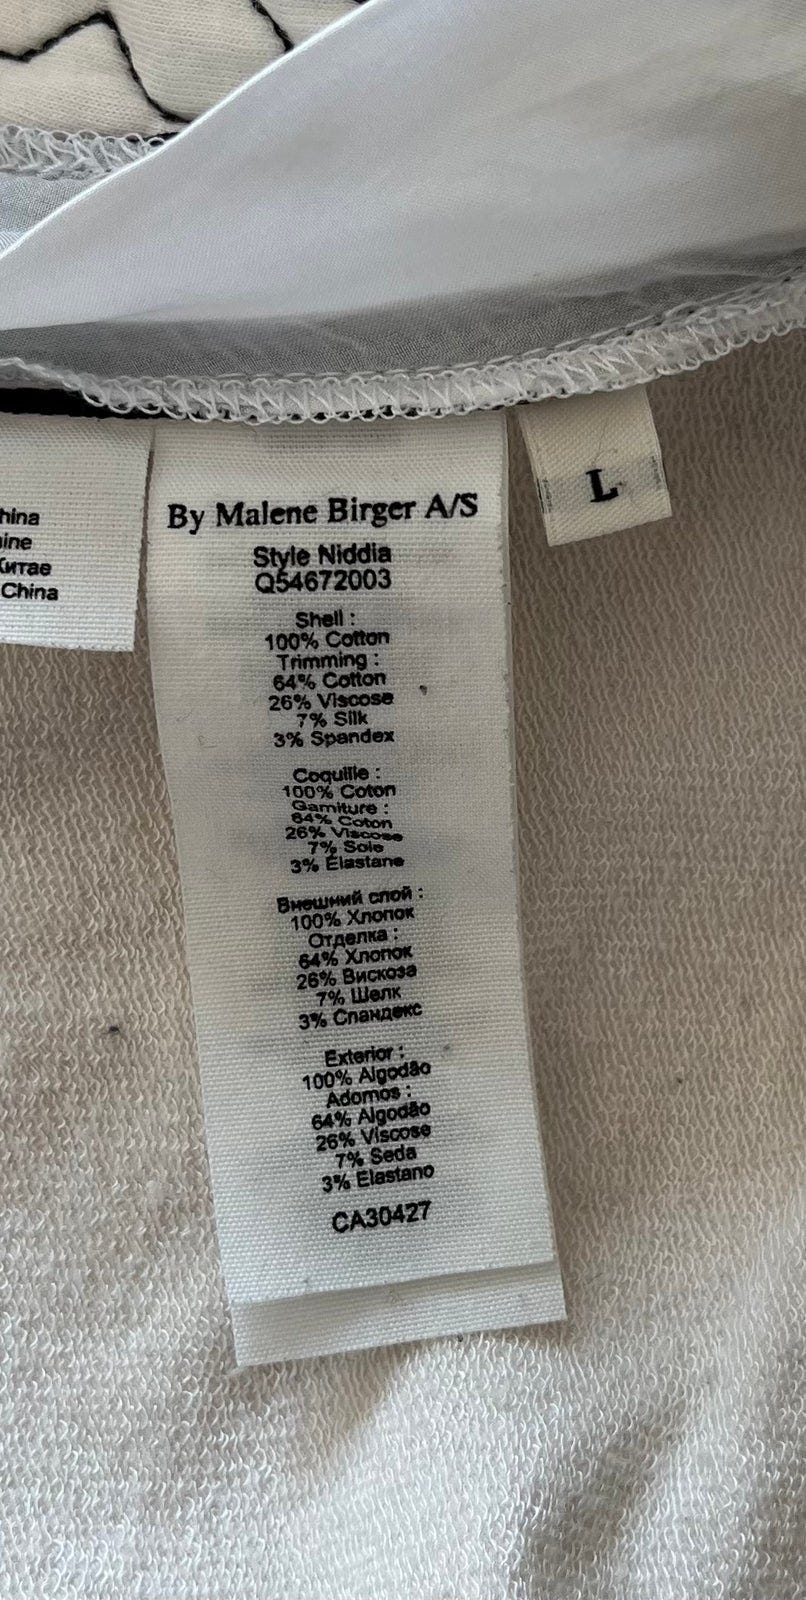 hina
ine
Китае
China
By Malene Birger A/S
Style Niddia
Q54672003
Shell :
100% Cotton
Trimming :
64% Cotton
26% Viscose
7% Silk
3% Spandex
Coquille :
100% Coton
Garniture :
64% Coton
26% Viscose
7% Soie
3% Élastane
Внешний слой :
100% Хлопок
Отделка :
64% Хлопок
26% Вискоза
7% Шелк
3% Спандекс
Exterior :
100% Algodão
Adornos :
64% Algodão
26% Viscose
7% Seda
3% Elastano
CA30427
L